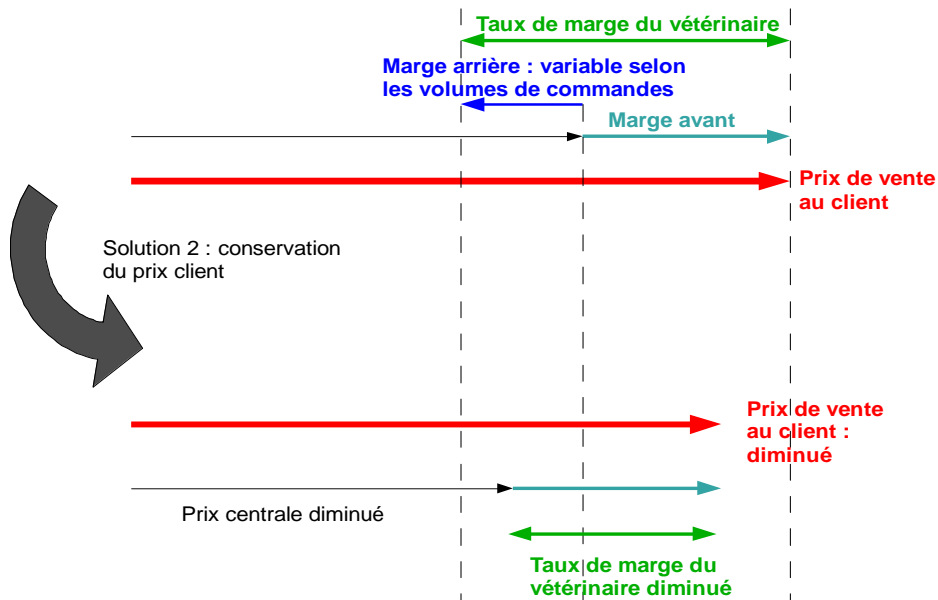 Taux de marge du vétérinaire
Marge arrière : variable selon
les volumes de commandes
Marge avant
Prix de vente
au client
Solution 2 : conservation
du prix client
Prix de vente
au client :
diminué
Prix centrale diminué
Taux de marge du
vétérinaire diminué